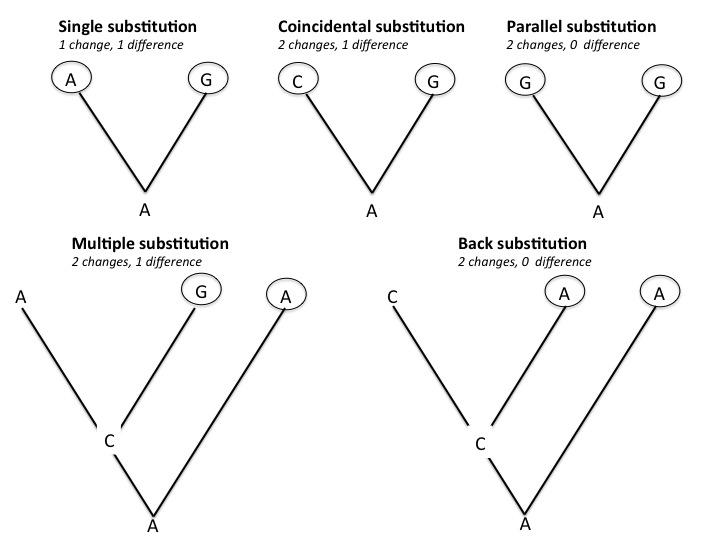 Single substitution
1 change, 1 difference
A G
A
Coincidental substitution
2 changes, 1 difference
C G
A
Parallel substitution
2 changes, 0 difference
G G
A
Multiple substitution
2 changes, 1 difference
A G A
C
A
Back substitution
2 changes, 0 difference
C A A
C
A